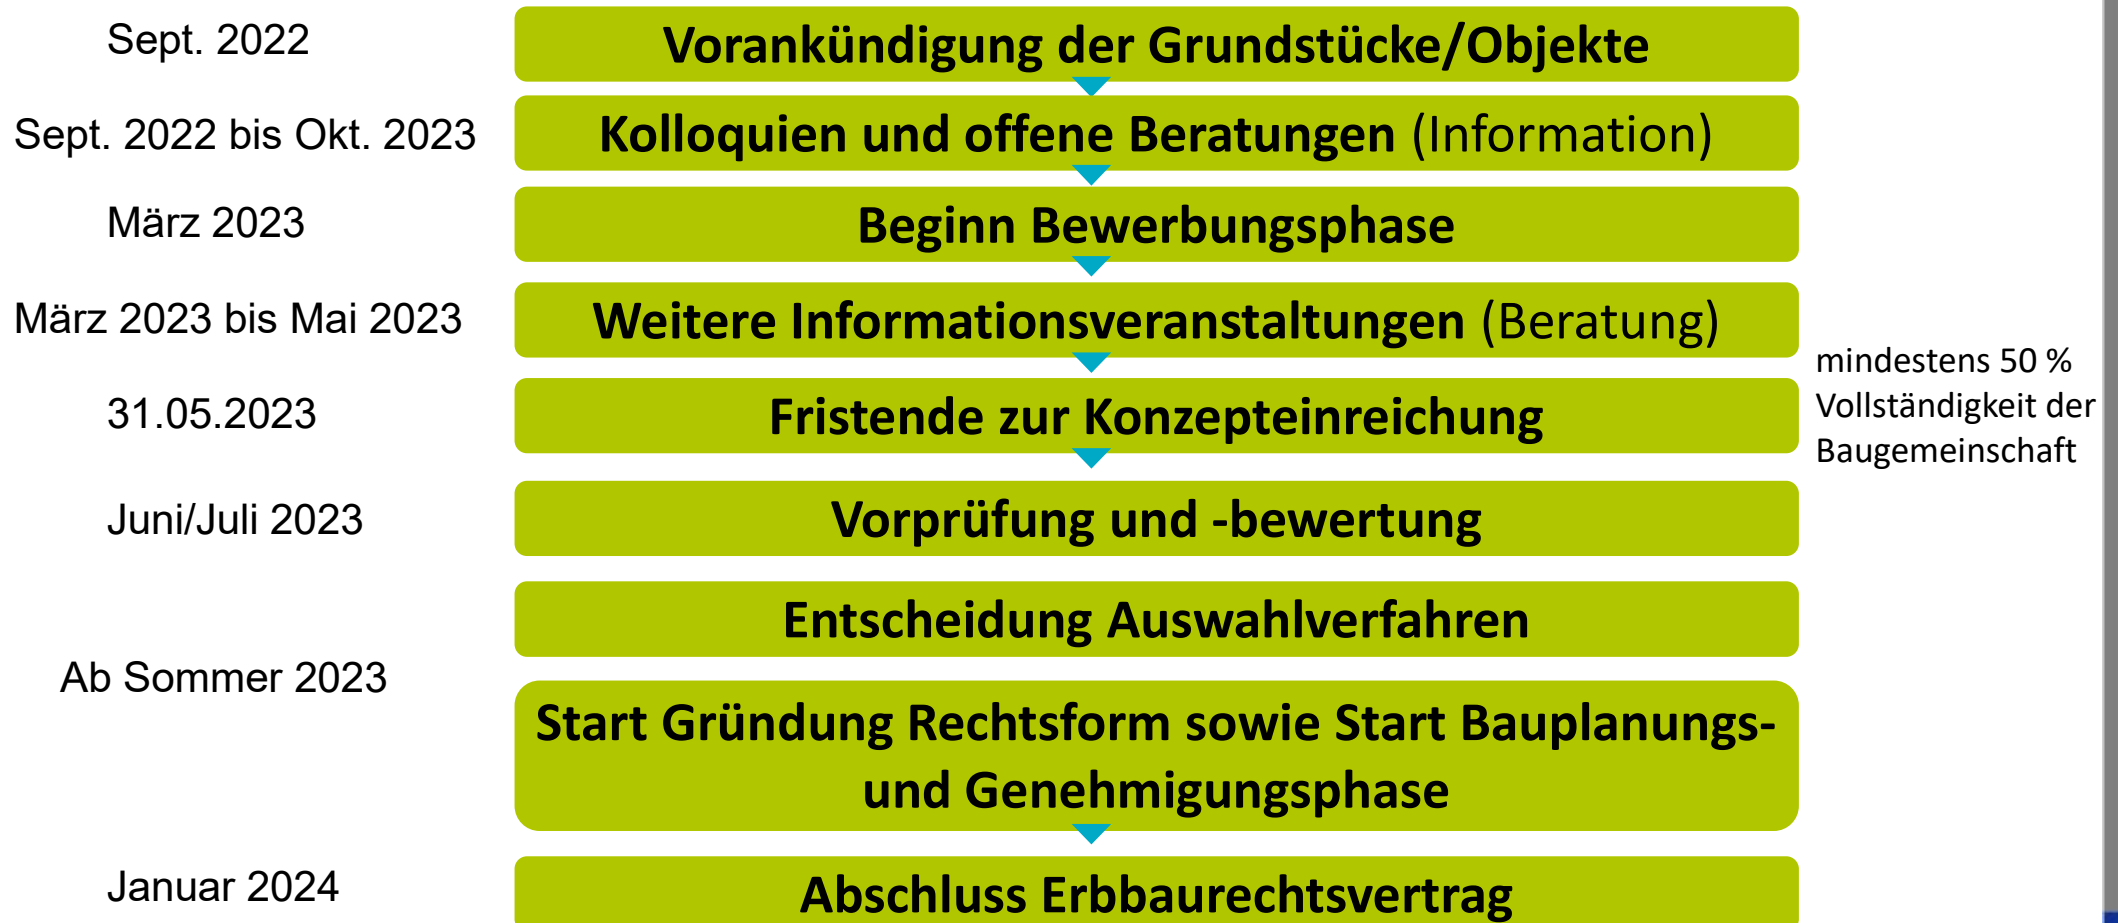 Sept. 2022
Vorankündigung der Grundstücke/Objekte
Sept. 2022 bis Okt. 2023
Kolloquien und offene Beratungen (Information)
März 2023
Beginn Bewerbungsphase
März 2023 bis Mai 2023
Weitere Informationsveranstaltungen (Beratung)
31.05.2023
Fristende zur Konzepteinreichung
mindestens 50 %
Vollständigkeit der
Baugemeinschaft
Juni/Juli 2023
Vorprüfung und -bewertung
Ab Sommer 2023
Entscheidung Auswahlverfahren
Start Gründung Rechtsform sowie Start Bauplanungs-
und Genehmigungsphase
Januar 2024
Abschluss Erbbaurechtsvertrag